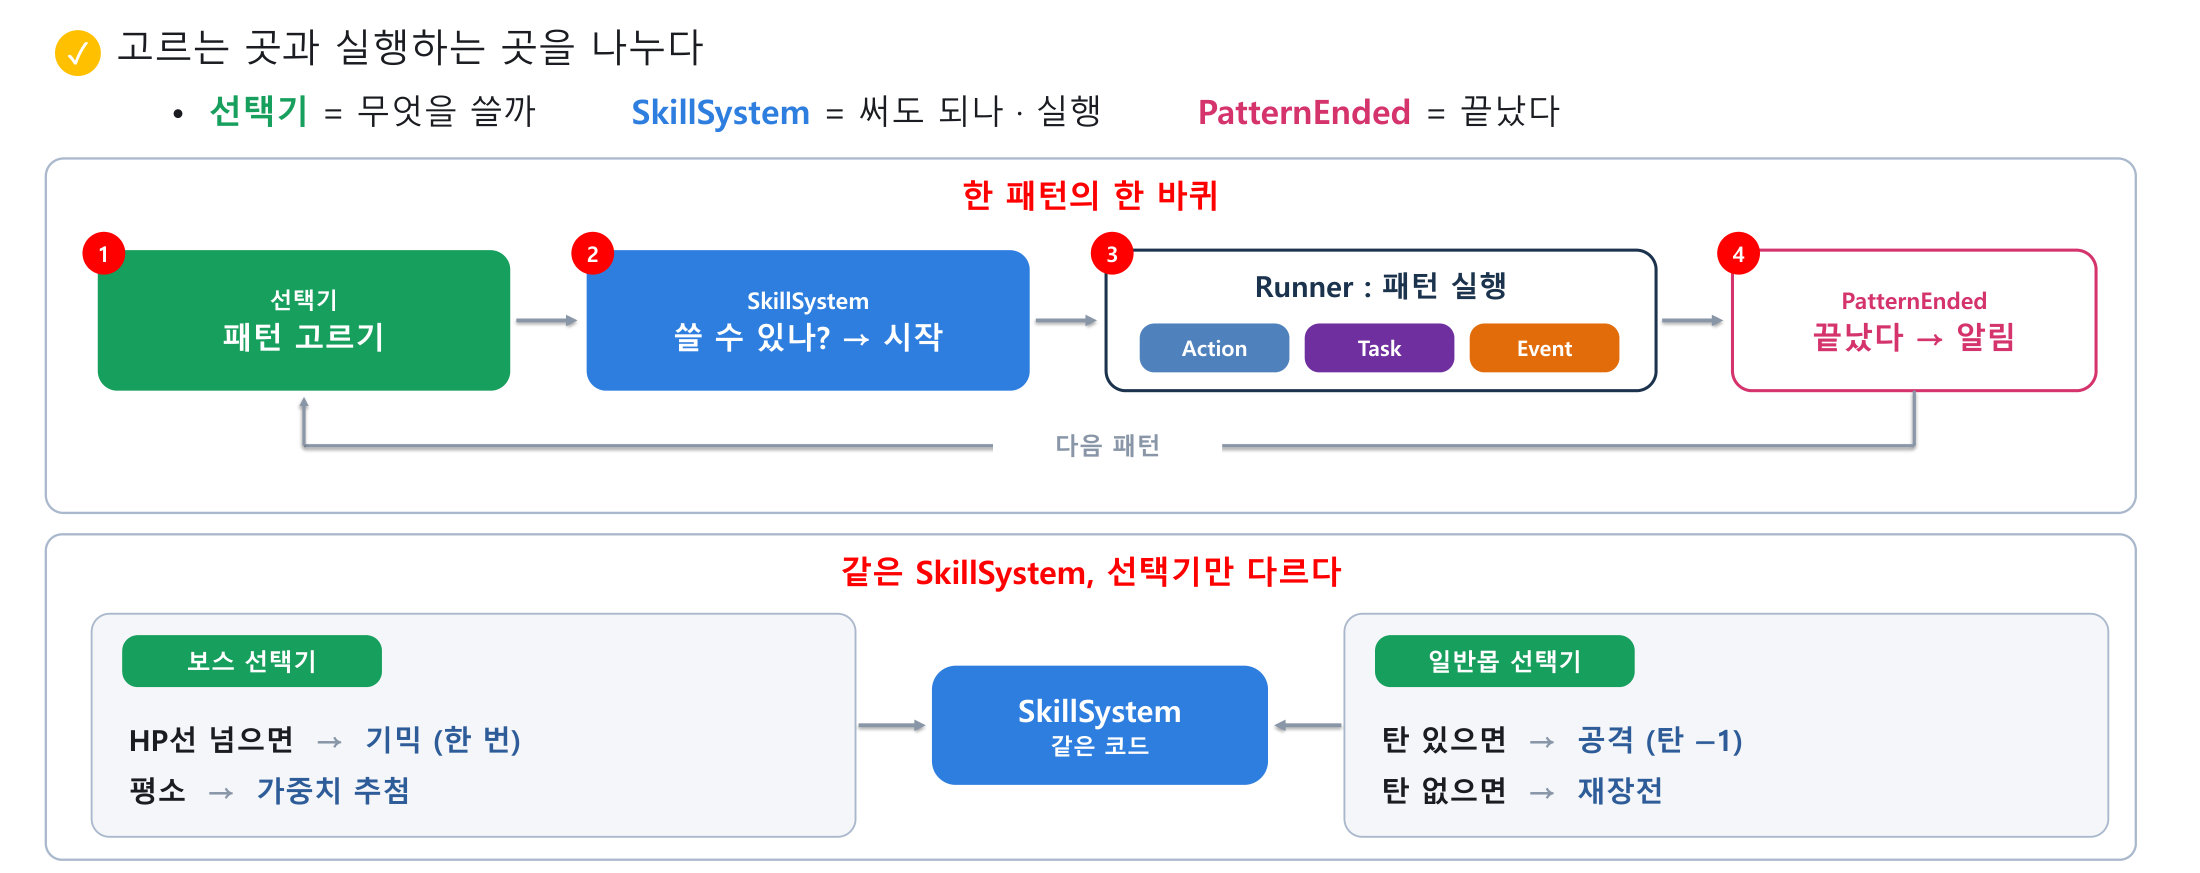 ✓ 고르는 곳과 실행하는 곳을 나누다
• 선택기 = 무엇을 쓸까 SkillSystem = 써도 되나 · 실행 PatternEnded = 끝났다
한 패턴의 한 바퀴
1
선택기
패턴 고르기
2
SkillSystem
쓸 수 있나? → 시작
3
Runner : 패턴 실행
Action Task Event
4
PatternEnded
끝났다 → 알림
다음 패턴
같은 SkillSystem, 선택기만 다르다
보스 선택기
HP선 넘으면 → 기믹 (한 번)
평소 → 가중치 추첨
SkillSystem
같은 코드
일반몹 선택기
탄 있으면 → 공격 (탄 −1)
탄 없으면 → 재장전